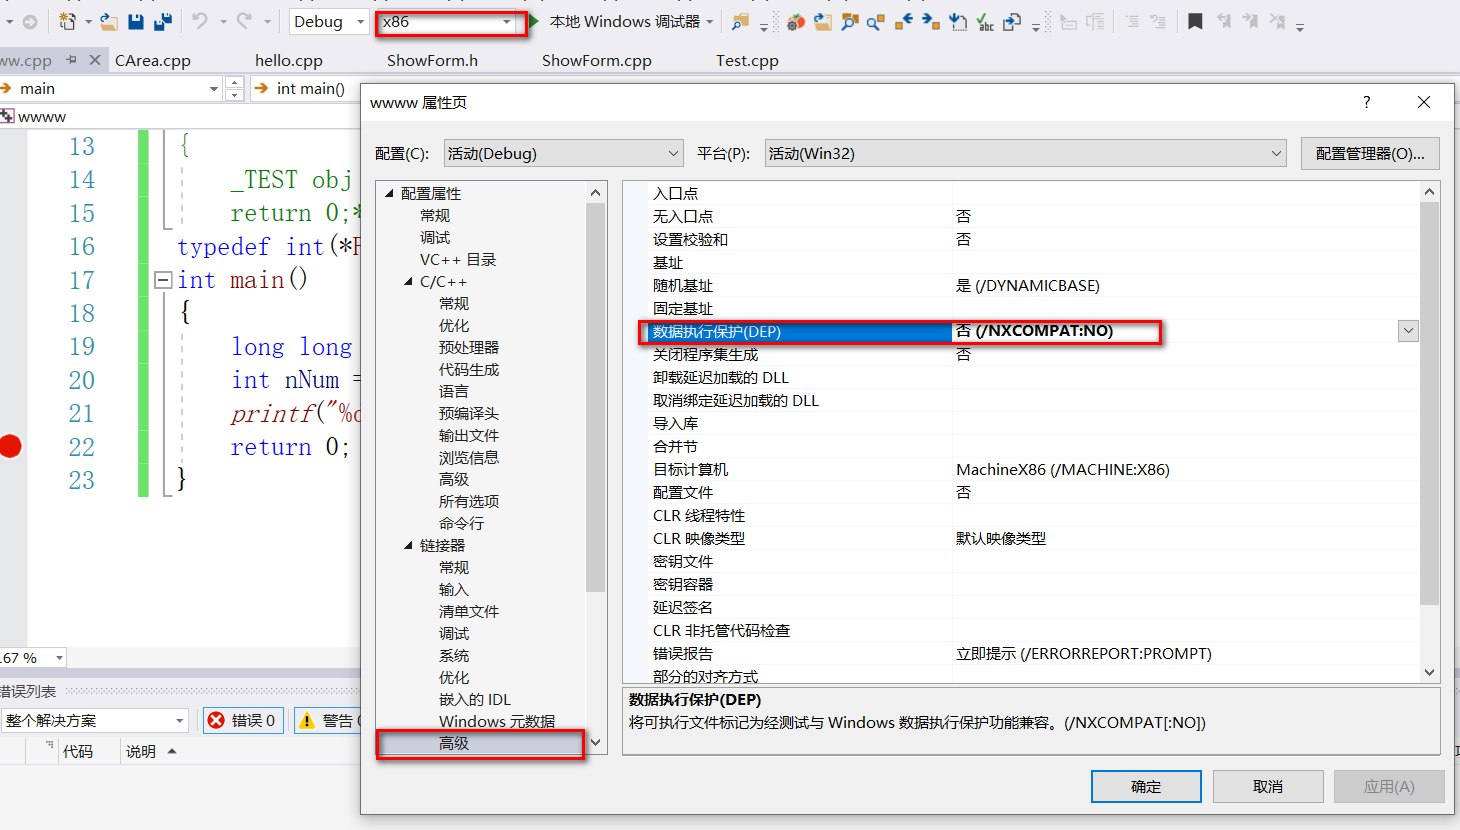 Debug
x86
本地 Windows 调试器
ww.cpp
CArea.cpp
hello.cpp
ShowForm.h
ShowForm.cpp
Test.cpp
main
int main()
wwww
13 {
14 _TEST obj
15 return 0;*
16 typedef int(*F
17 int main()
18 {
19 long long
20 int nNum =
21 printf("%d
22 return 0;
23 }
167 %
错误列表
整个解决方案
错误 0
警告 0
代码
说明
wwww 属性页
?
配置(C):
活动(Debug)
平台(P):
活动(Win32)
配置管理器(O)...
配置属性
常规
调试
VC++ 目录
C/C++
常规
优化
预处理器
代码生成
语言
预编译头
输出文件
浏览信息
高级
所有选项
命令行
链接器
常规
输入
清单文件
调试
系统
优化
嵌入的 IDL
Windows 元数据
高级
入口点
无入口点 否
设置校验和 否
基址
随机基址 是 (/DYNAMICBASE)
固定基址
数据执行保护(DEP) 否 (/NXCOMPAT:NO)
关闭程序集生成 否
卸载延迟加载的 DLL
取消绑定延迟加载的 DLL
导入库
合并节
目标计算机 MachineX86 (/MACHINE:X86)
配置文件 否
CLR 线程特性
CLR 映像类型 默认映像类型
密钥文件
密钥容器
延迟签名
CLR 非托管代码检查
错误报告 立即提示 (/ERRORREPORT:PROMPT)
部分的对齐方式
数据执行保护(DEP)
将可执行文件标记为经测试与 Windows 数据执行保护功能兼容。(/NXCOMPAT[:NO])
确定
取消
应用(A)